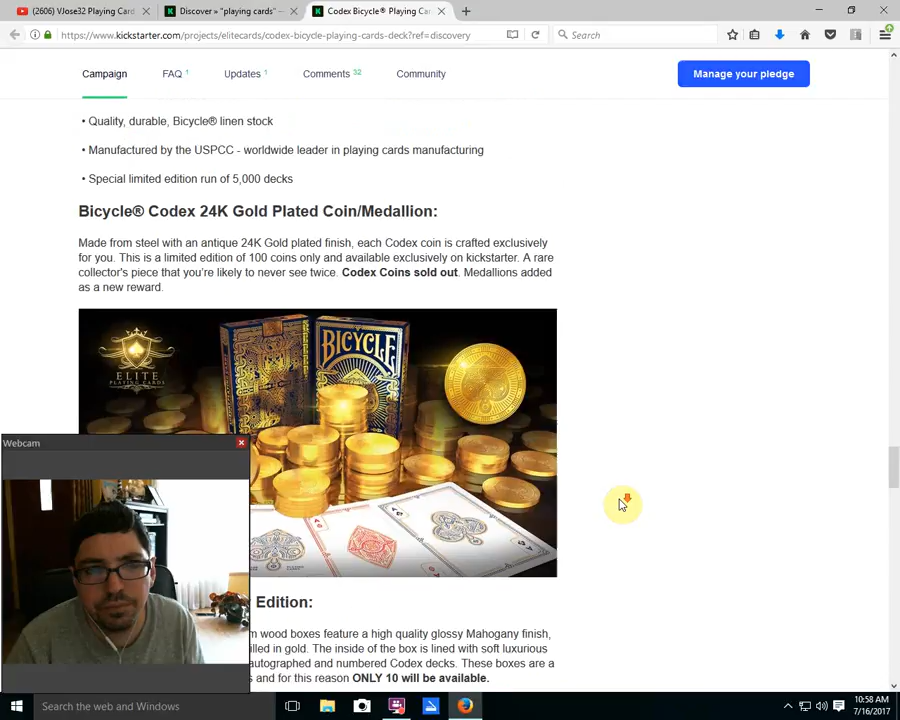 (2606) VJose32 Playing Card
Discover » "playing cards" —
Codex Bicycle® Playing Car
https://www.kickstarter.com/projects/elitecards/codex-bicycle-playing-cards-deck?ref=discovery
Search
Campaign
FAQ 1
Updates 1
Comments 32
Community
Manage your pledge
• Quality, durable, Bicycle® linen stock
• Manufactured by the USPCC - worldwide leader in playing cards manufacturing
• Special limited edition run of 5,000 decks
Bicycle® Codex 24K Gold Plated Coin/Medallion:
Made from steel with an antique 24K Gold plated finish, each Codex coin is crafted exclusively
for you. This is a limited edition of 100 coins only and available exclusively on kickstarter. A rare
collector's piece that you're likely to never see twice. Codex Coins sold out. Medallions added
as a new reward.
ELITE
PLAYING CARDS
BICYCLE
Webcam
Edition:
m wood boxes feature a high quality glossy Mahogany finish,
illed in gold. The inside of the box is lined with soft luxurious
autographed and numbered Codex decks. These boxes are a
s and for this reason ONLY 10 will be available.
Search the web and Windows
10:58 AM
7/16/2017